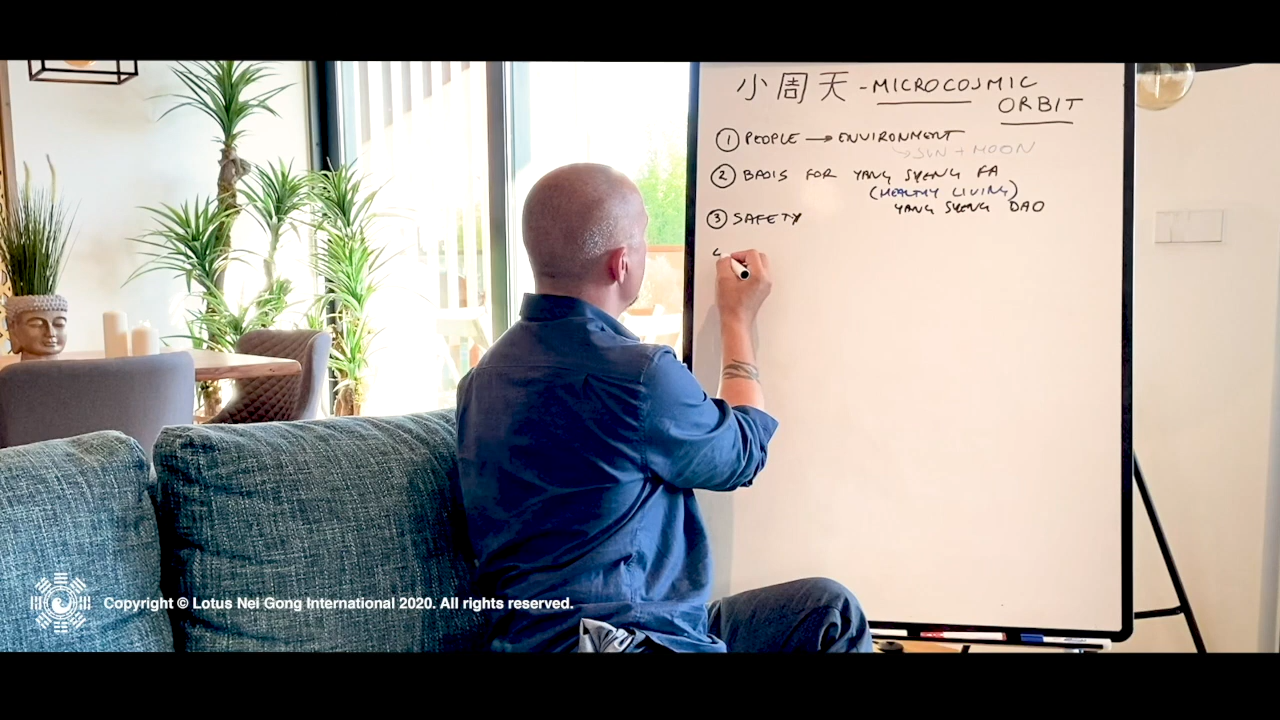 小周天 - MICROCOSMIC
ORBIT
① PEOPLE → ENVIRONMENT
↳ SUN + MOON
② BASIS FOR YANG SHENG FA
(HEALTHY LIVING)
YANG SHENG DAO
③ SAFETY
Copyright © Lotus Nei Gong International 2020. All rights reserved.